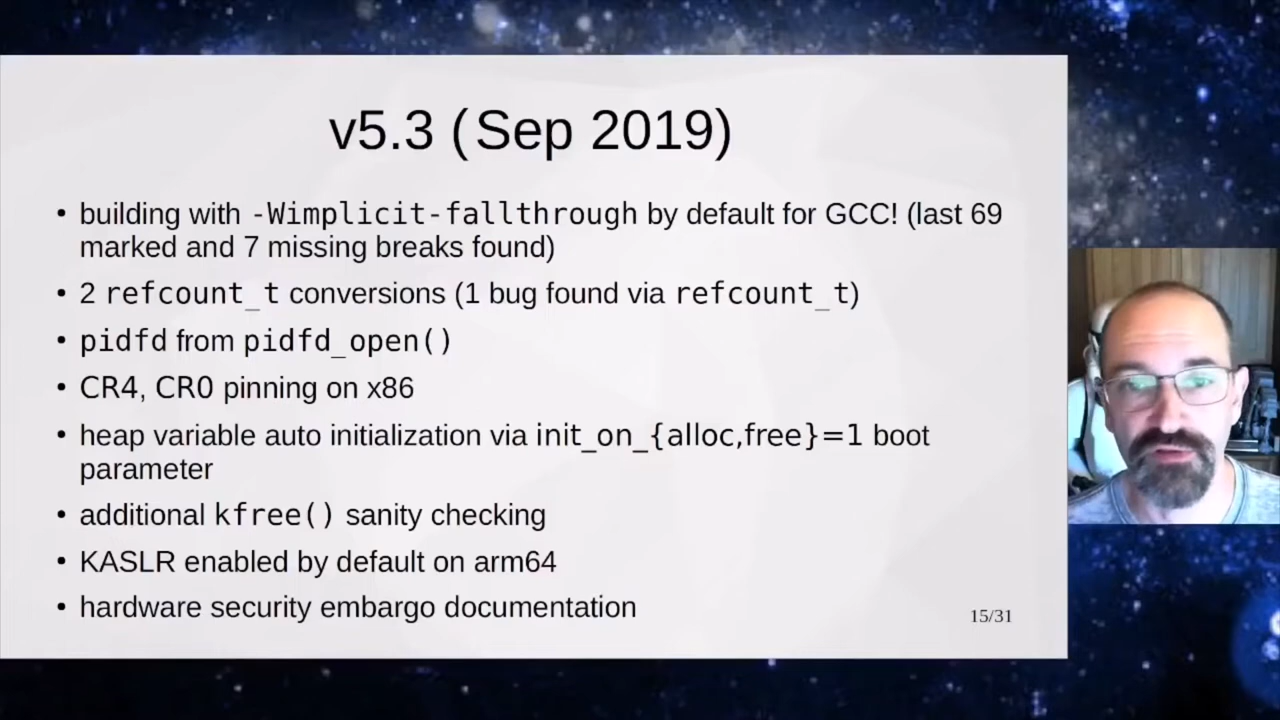 v5.3 (Sep 2019)
• building with -Wimplicit-fallthrough by default for GCC! (last 69
marked and 7 missing breaks found)
• 2 refcount_t conversions (1 bug found via refcount_t)
• pidfd from pidfd_open()
• CR4, CR0 pinning on x86
• heap variable auto initialization via init_on_{alloc,free}=1 boot
parameter
• additional kfree() sanity checking
• KASLR enabled by default on arm64
• hardware security embargo documentation
15/31